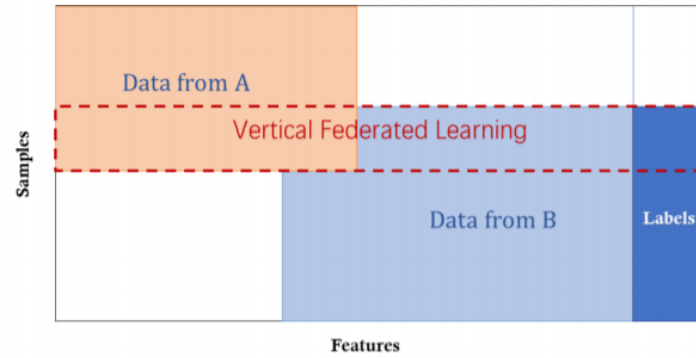 Data from A
Vertical Federated Learning
Samples
Data from B
Labels
Features